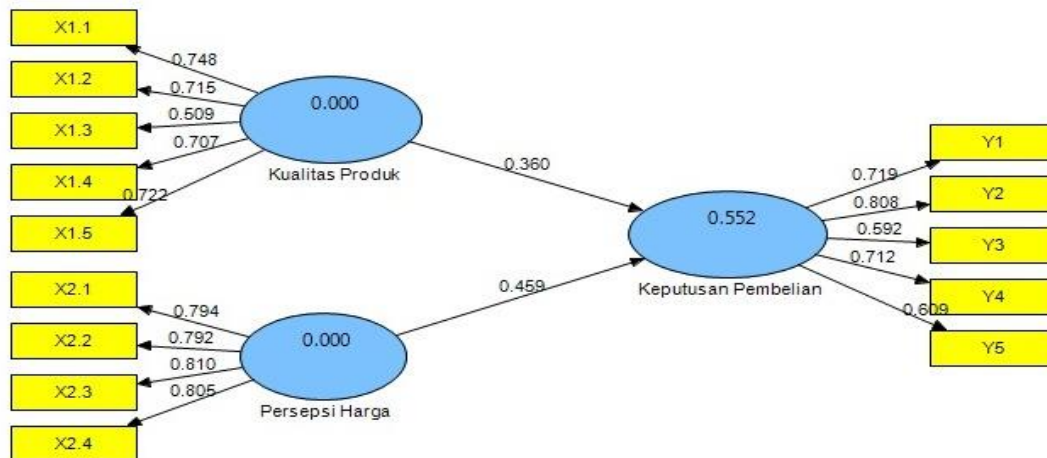 X1.1
0.748
X1.2
0.715
X1.3
0.509
X1.4
0.707
X1.5
0.722
0.000
Kualitas Produk
0.360
X2.1
0.794
X2.2
0.792
X2.3
0.810
X2.4
0.805
0.000
Persepsi Harga
0.459
0.552
Keputusan Pembelian
0.719
Y1
0.808
Y2
0.592
Y3
0.712
Y4
0.609
Y5